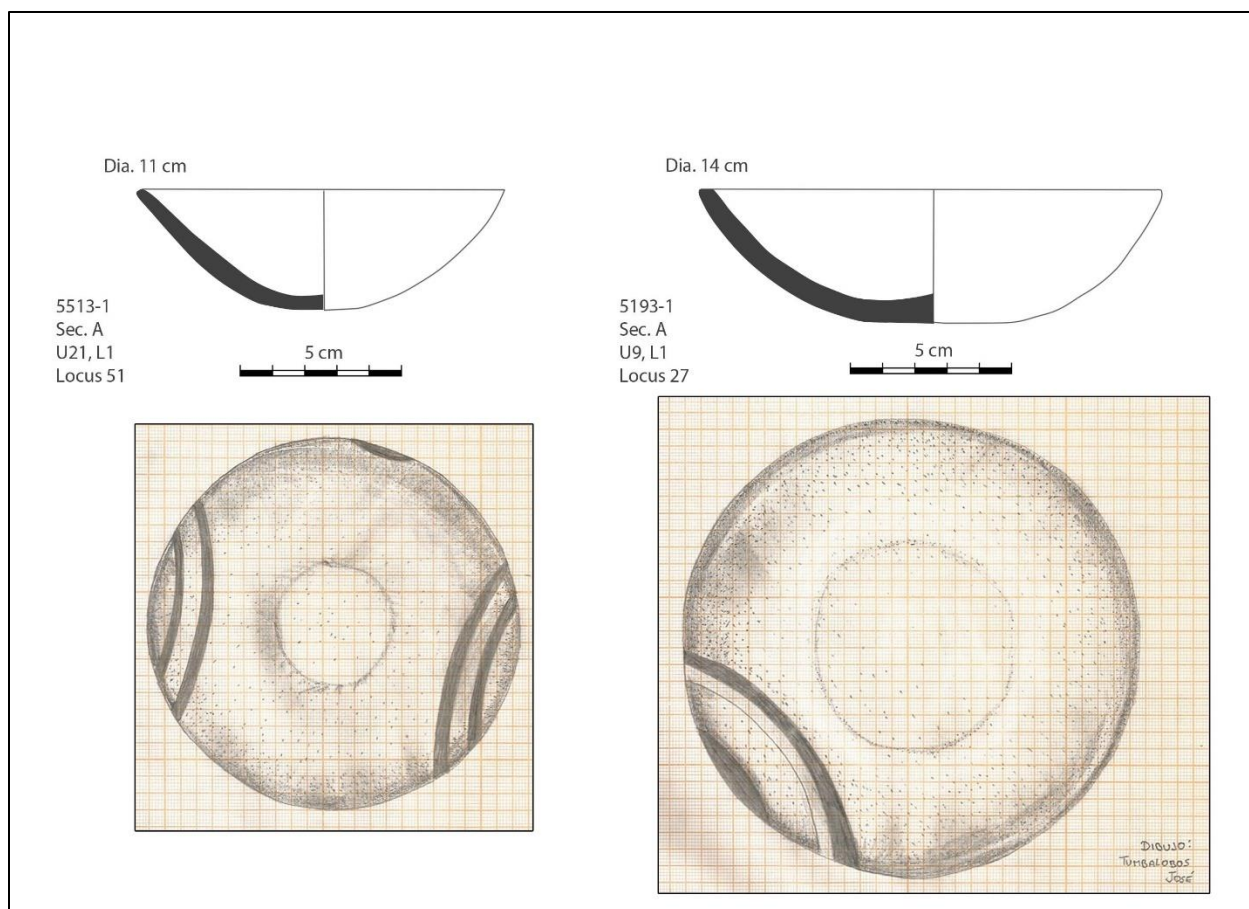 Dia. 11 cm
5513-1
Sec. A
U21, L1
Locus 51
5 cm
Dia. 14 cm
5193-1
Sec. A
U9, L1
Locus 27
5 cm
DIBUJO:
TUMBALOBOS
JOSÉ